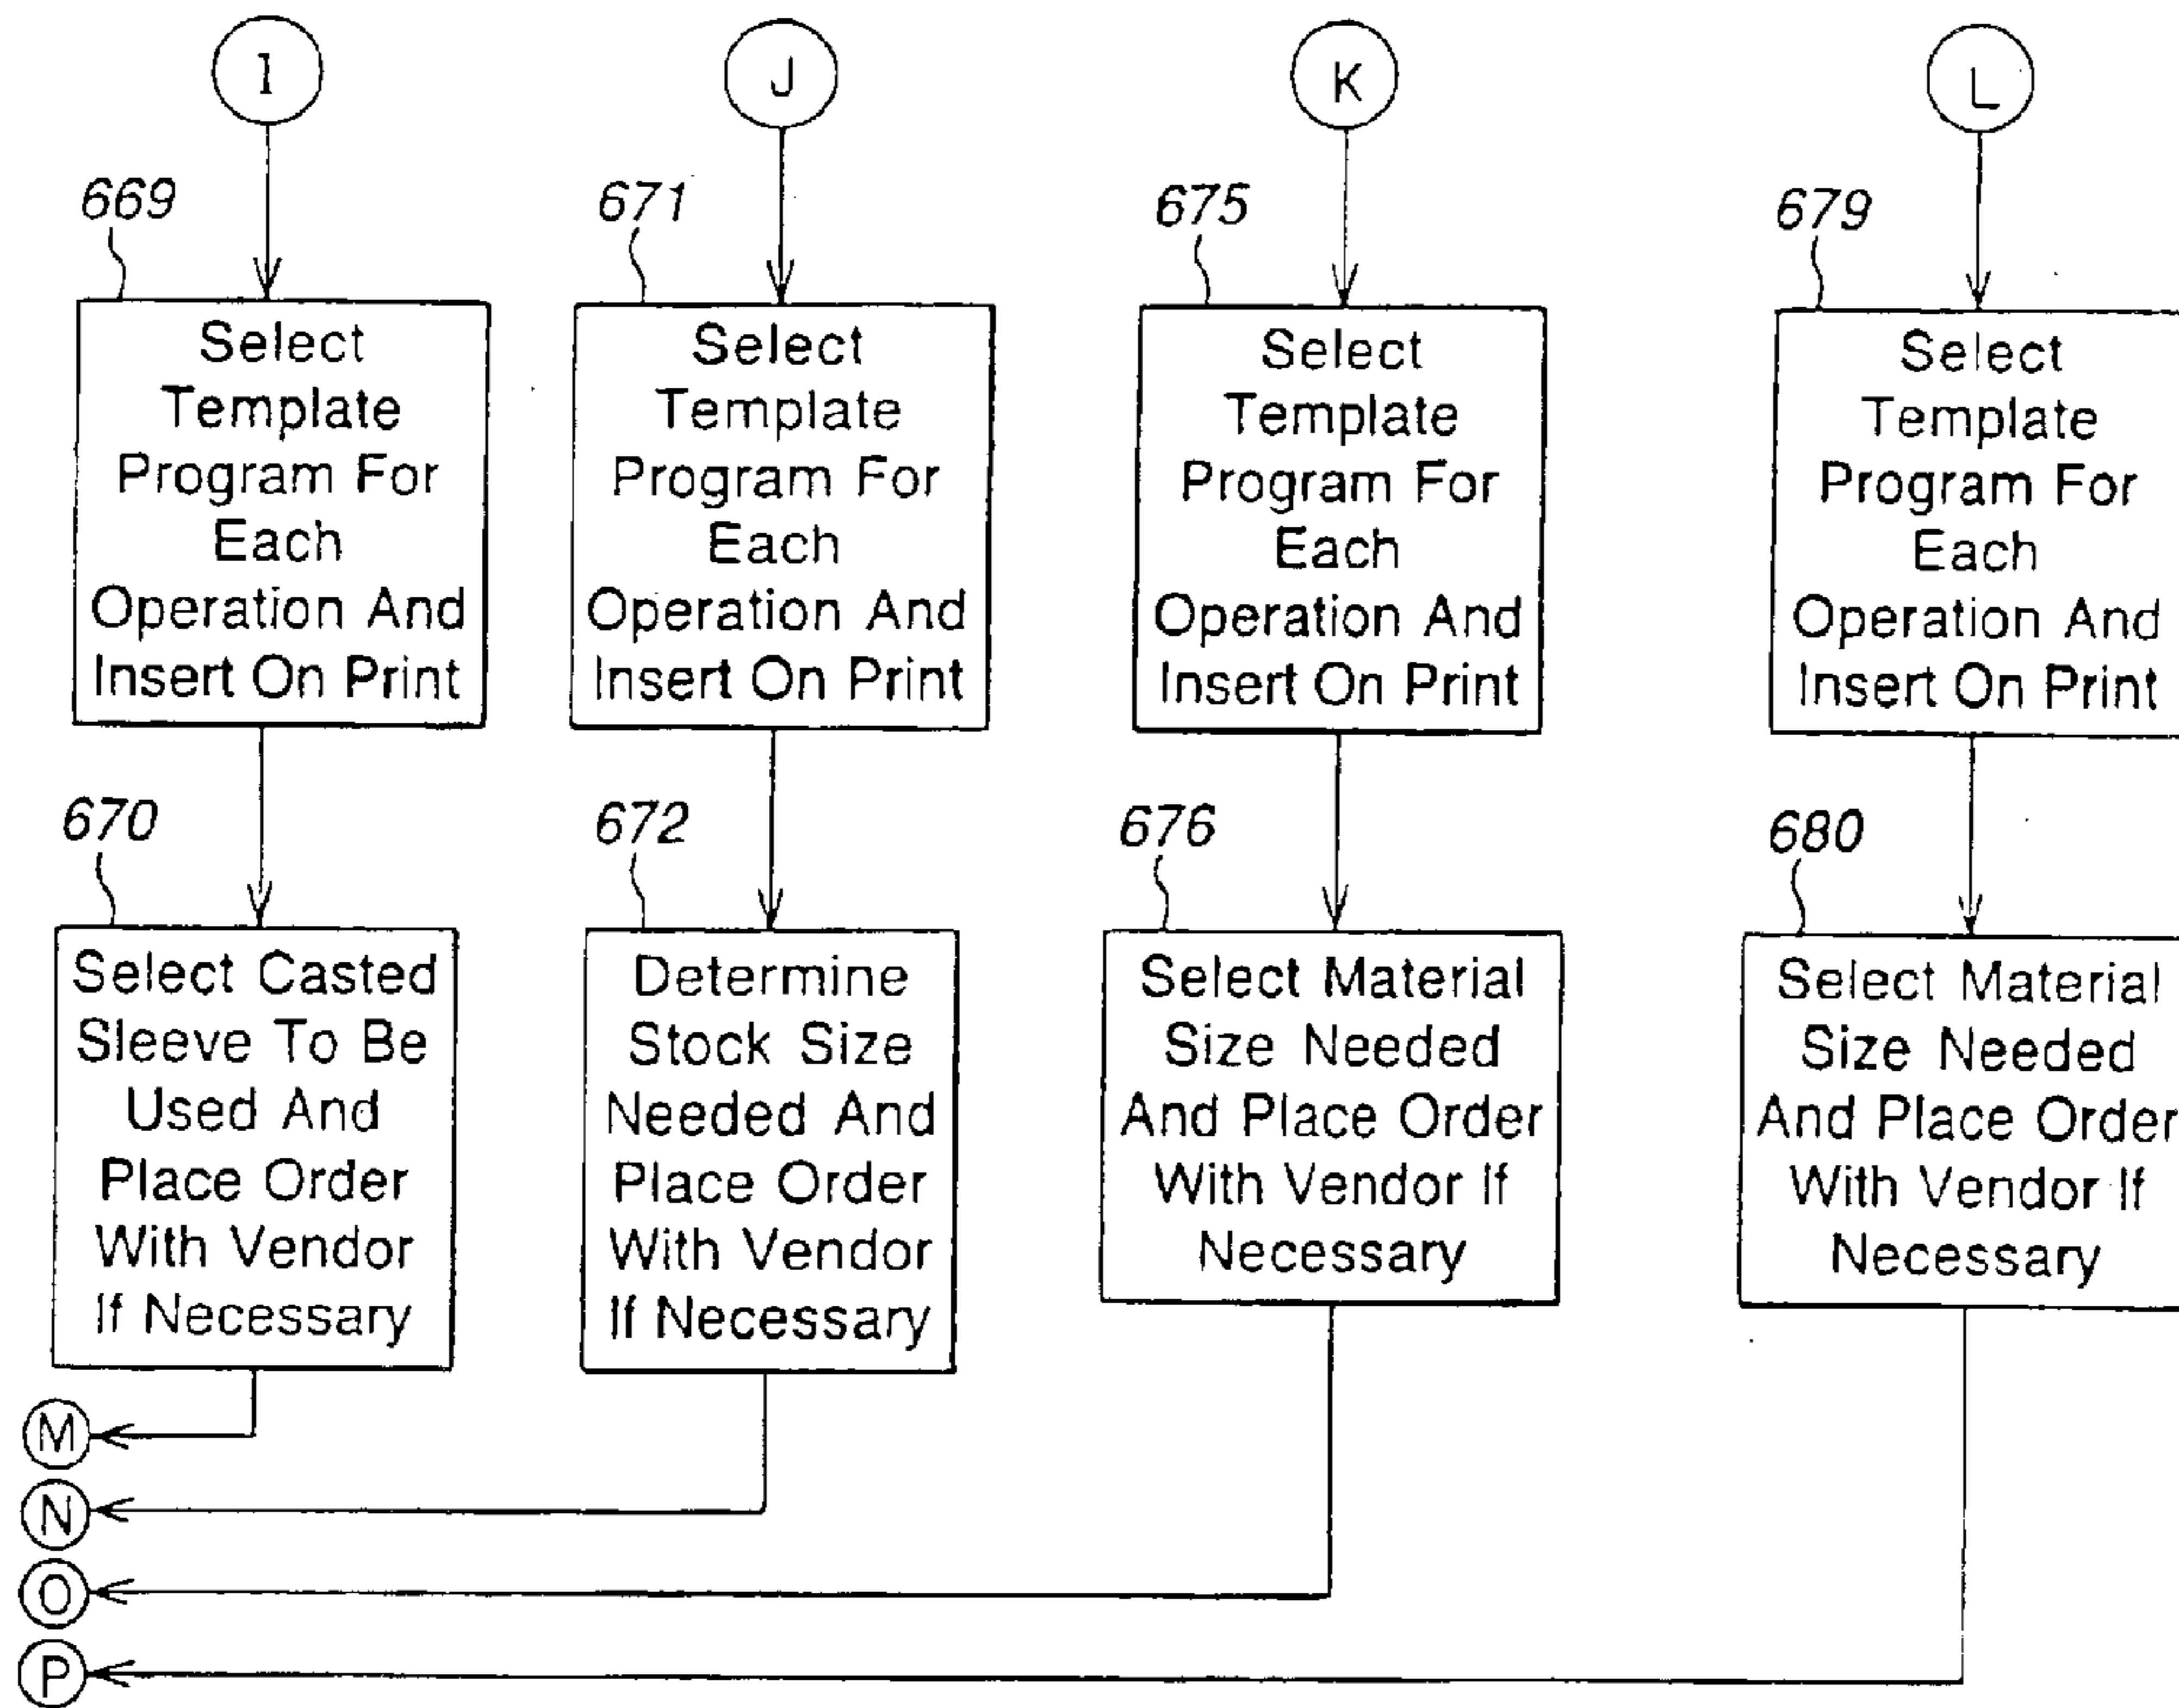 I
J
K
L
669
671
675
679
Select
Template
Program For
Each
Operation And
Insert On Print
Select
Template
Program For
Each
Operation And
Insert On Print
Select
Template
Program For
Each
Operation And
Insert On Print
Select
Template
Program For
Each
Operation And
Insert On Print
670
672
676
680
Select Casted
Sleeve To Be
Used And
Place Order
With Vendor
If Necessary
Determine
Stock Size
Needed And
Place Order
With Vendor
If Necessary
Select Material
Size Needed
And Place Order
With Vendor If
Necessary
Select Material
Size Needed
And Place Order
With Vendor If
Necessary
M
N
O
P